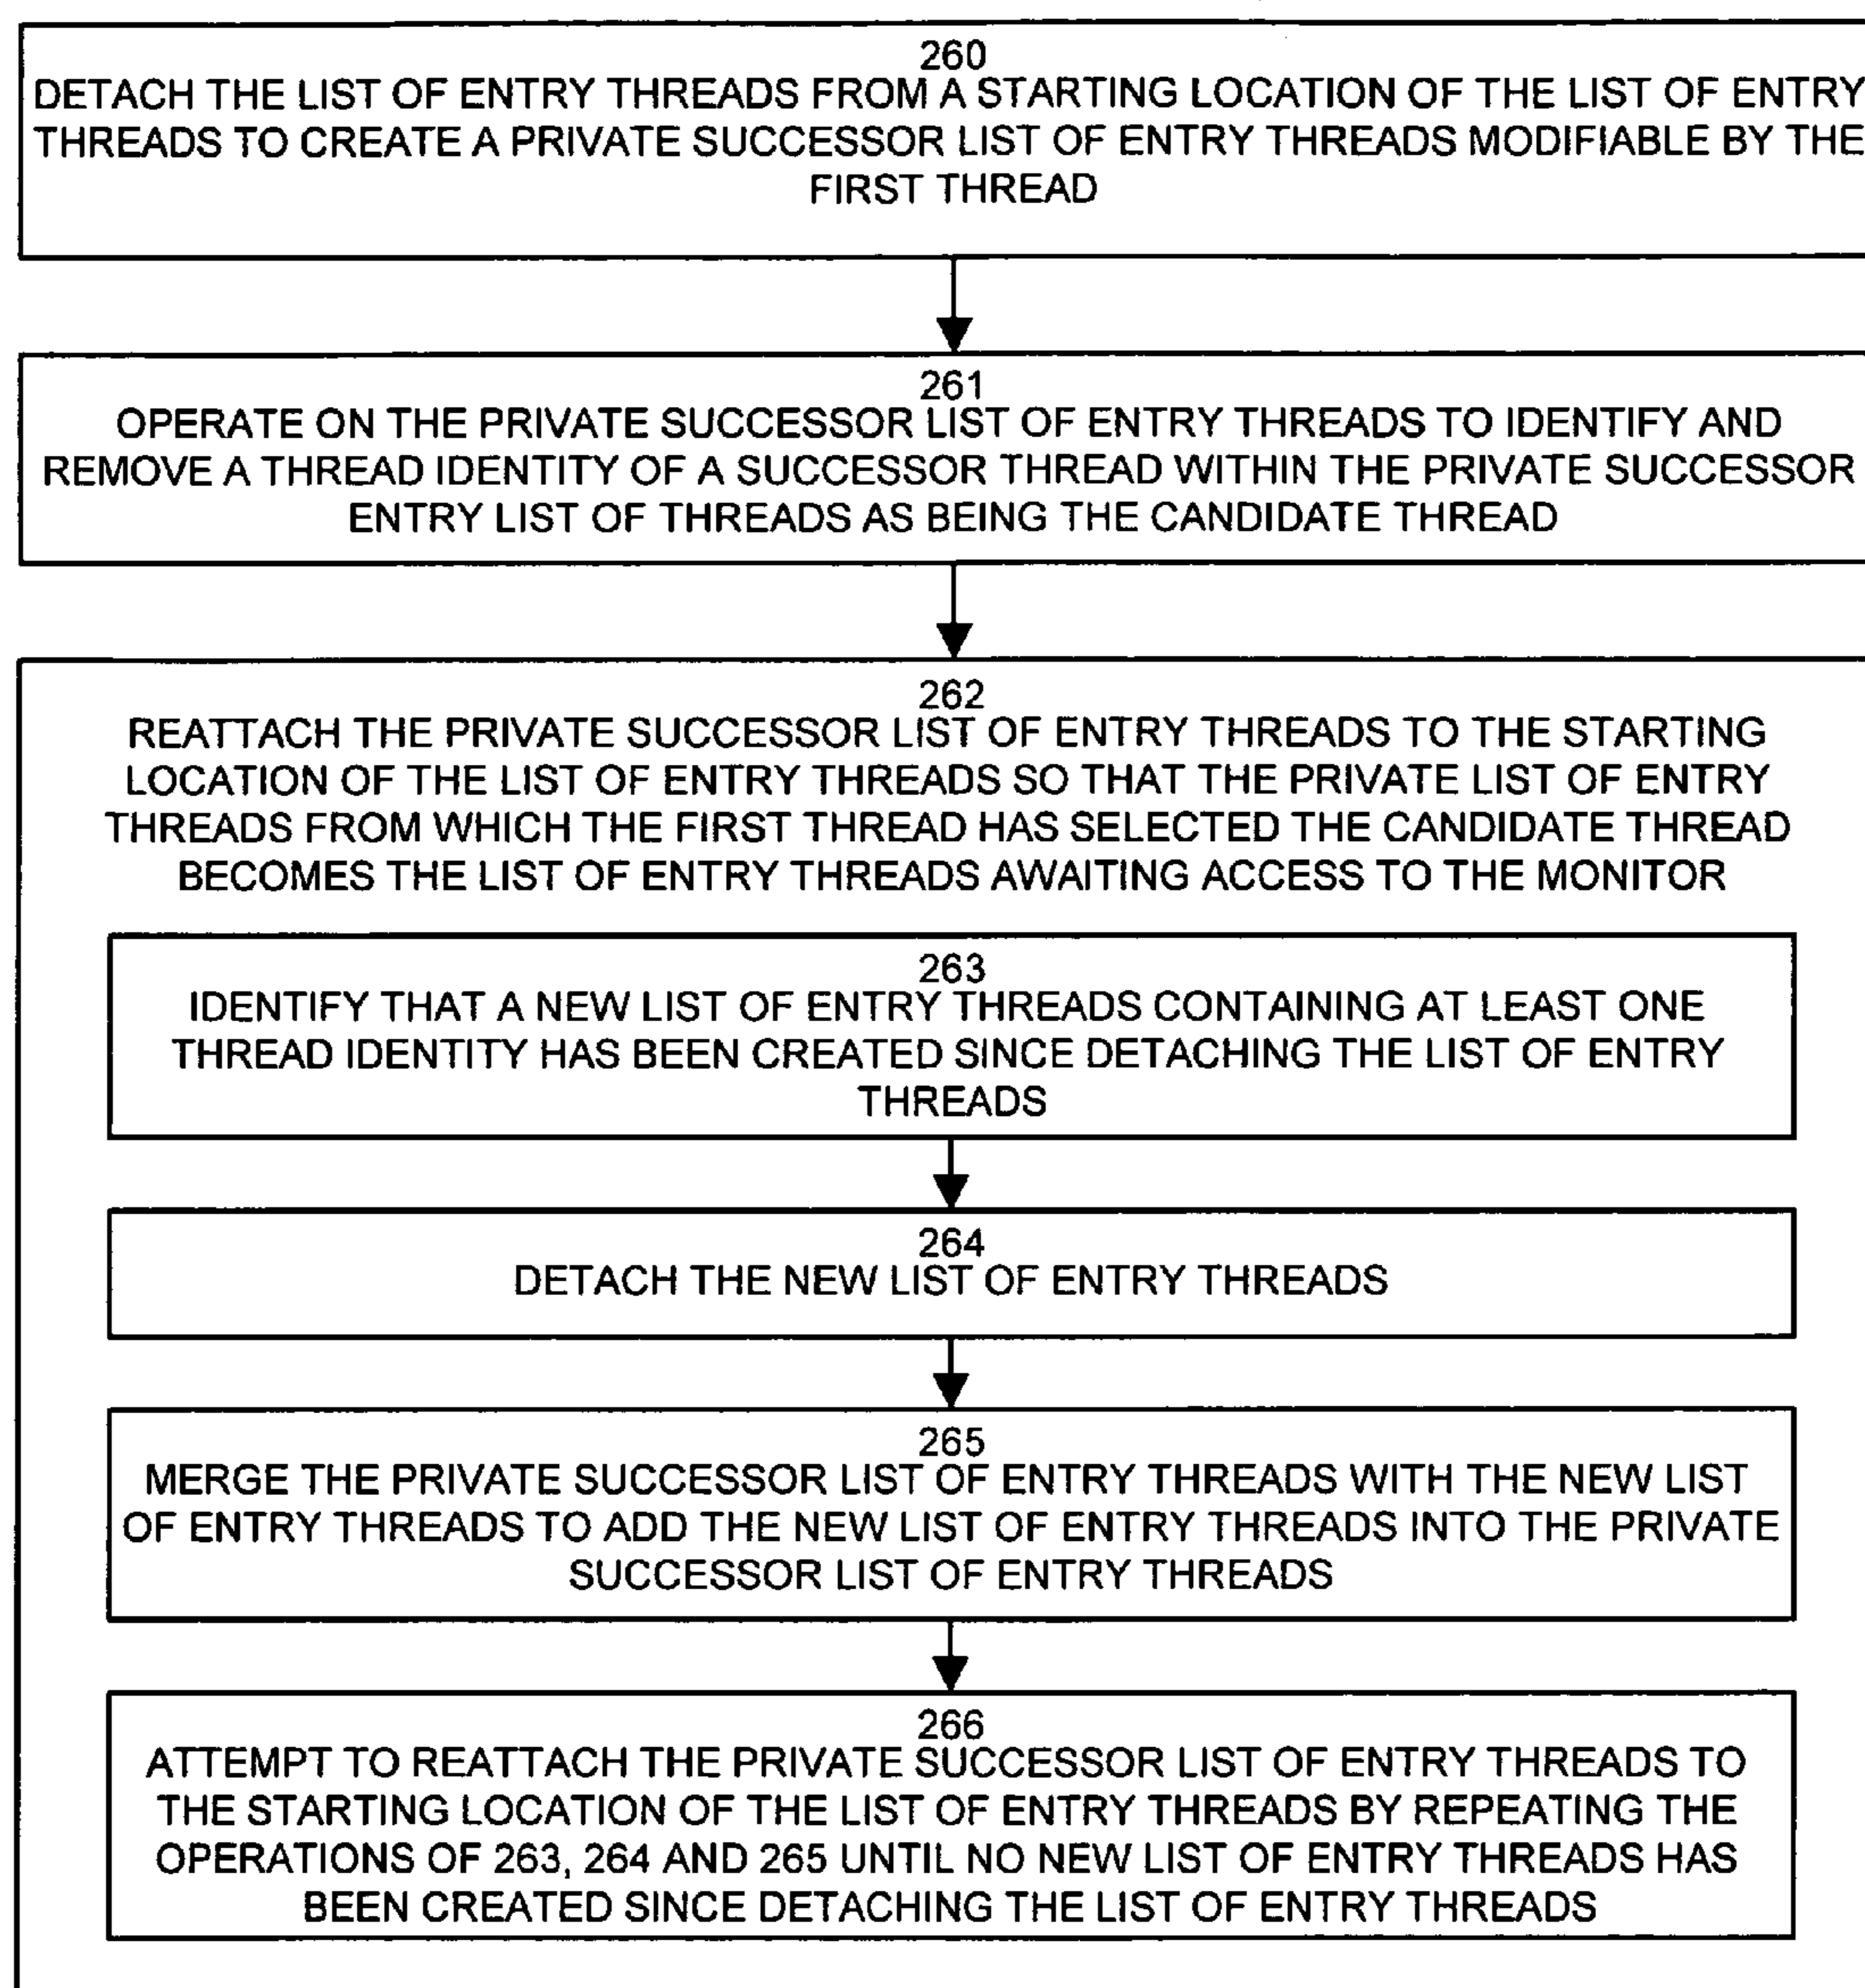 260
DETACH THE LIST OF ENTRY THREADS FROM A STARTING LOCATION OF THE LIST OF ENTRY
THREADS TO CREATE A PRIVATE SUCCESSOR LIST OF ENTRY THREADS MODIFIABLE BY THE
FIRST THREAD
261
OPERATE ON THE PRIVATE SUCCESSOR LIST OF ENTRY THREADS TO IDENTIFY AND
REMOVE A THREAD IDENTITY OF A SUCCESSOR THREAD WITHIN THE PRIVATE SUCCESSOR
ENTRY LIST OF THREADS AS BEING THE CANDIDATE THREAD
262
REATTACH THE PRIVATE SUCCESSOR LIST OF ENTRY THREADS TO THE STARTING
LOCATION OF THE LIST OF ENTRY THREADS SO THAT THE PRIVATE LIST OF ENTRY
THREADS FROM WHICH THE FIRST THREAD HAS SELECTED THE CANDIDATE THREAD
BECOMES THE LIST OF ENTRY THREADS AWAITING ACCESS TO THE MONITOR
263
IDENTIFY THAT A NEW LIST OF ENTRY THREADS CONTAINING AT LEAST ONE
THREAD IDENTITY HAS BEEN CREATED SINCE DETACHING THE LIST OF ENTRY
THREADS
264
DETACH THE NEW LIST OF ENTRY THREADS
265
MERGE THE PRIVATE SUCCESSOR LIST OF ENTRY THREADS WITH THE NEW LIST
OF ENTRY THREADS TO ADD THE NEW LIST OF ENTRY THREADS INTO THE PRIVATE
SUCCESSOR LIST OF ENTRY THREADS
266
ATTEMPT TO REATTACH THE PRIVATE SUCCESSOR LIST OF ENTRY THREADS TO
THE STARTING LOCATION OF THE LIST OF ENTRY THREADS BY REPEATING THE
OPERATIONS OF 263, 264 AND 265 UNTIL NO NEW LIST OF ENTRY THREADS HAS
BEEN CREATED SINCE DETACHING THE LIST OF ENTRY THREADS